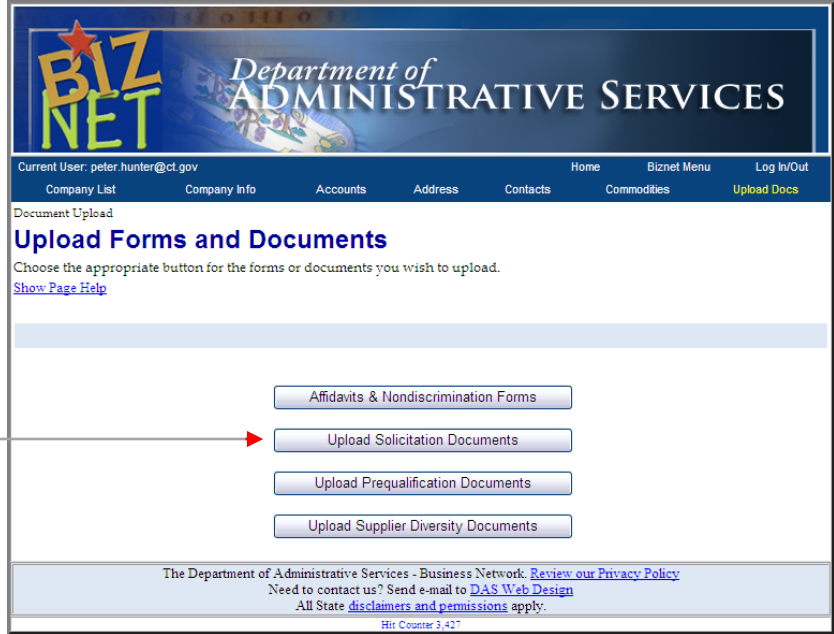 BIZ
NET
Department of
ADMINISTRATIVE SERVICES
Current User: peter.hunter@ct.gov Home Biznet Menu Log In/Out
Company List Company Info Accounts Address Contacts Commodities Upload Docs
Document Upload
Upload Forms and Documents
Choose the appropriate button for the forms or documents you wish to upload.
Show Page Help
Affidavits & Nondiscrimination Forms
Upload Solicitation Documents
Upload Prequalification Documents
Upload Supplier Diversity Documents
The Department of Administrative Services - Business Network. Review our Privacy Policy
Need to contact us? Send e-mail to DAS Web Design
All State disclaimers and permissions apply.
Hit Counter 3,427